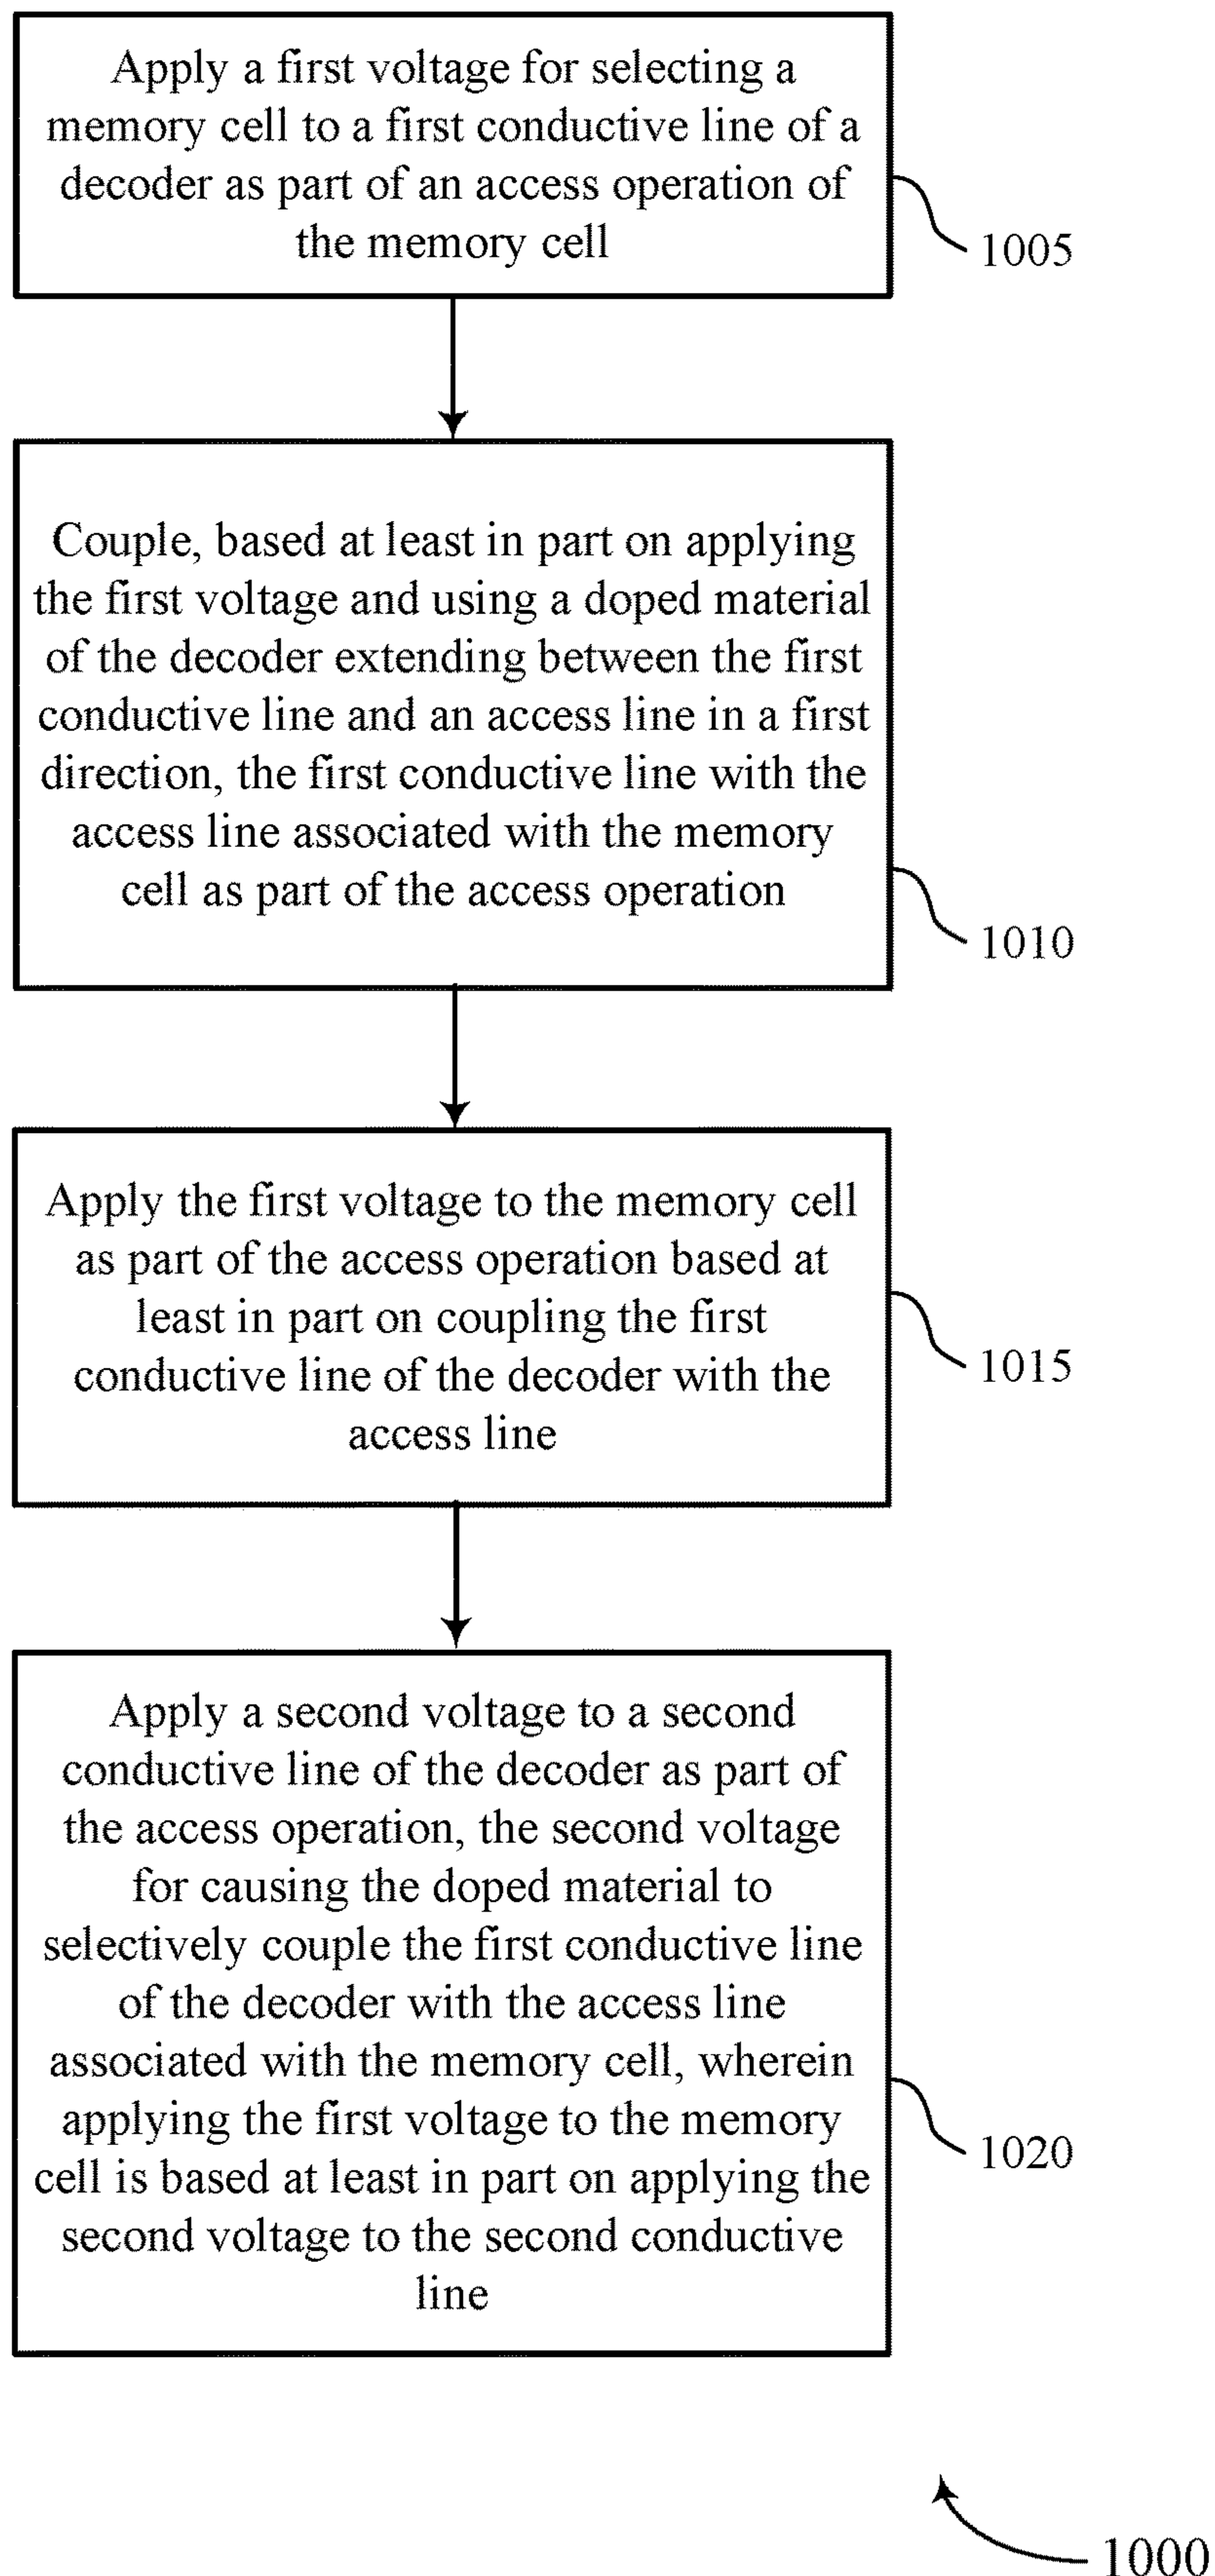 Apply a first voltage for selecting a
memory cell to a first conductive line of a
decoder as part of an access operation of
the memory cell
1005
Couple, based at least in part on applying
the first voltage and using a doped material
of the decoder extending between the first
conductive line and an access line in a first
direction, the first conductive line with the
access line associated with the memory
cell as part of the access operation
1010
Apply the first voltage to the memory cell
as part of the access operation based at
least in part on coupling the first
conductive line of the decoder with the
access line
1015
Apply a second voltage to a second
conductive line of the decoder as part of
the access operation, the second voltage
for causing the doped material to
selectively couple the first conductive line
of the decoder with the access line
associated with the memory cell, wherein
applying the first voltage to the memory
cell is based at least in part on applying the
second voltage to the second conductive
line
1020
1000